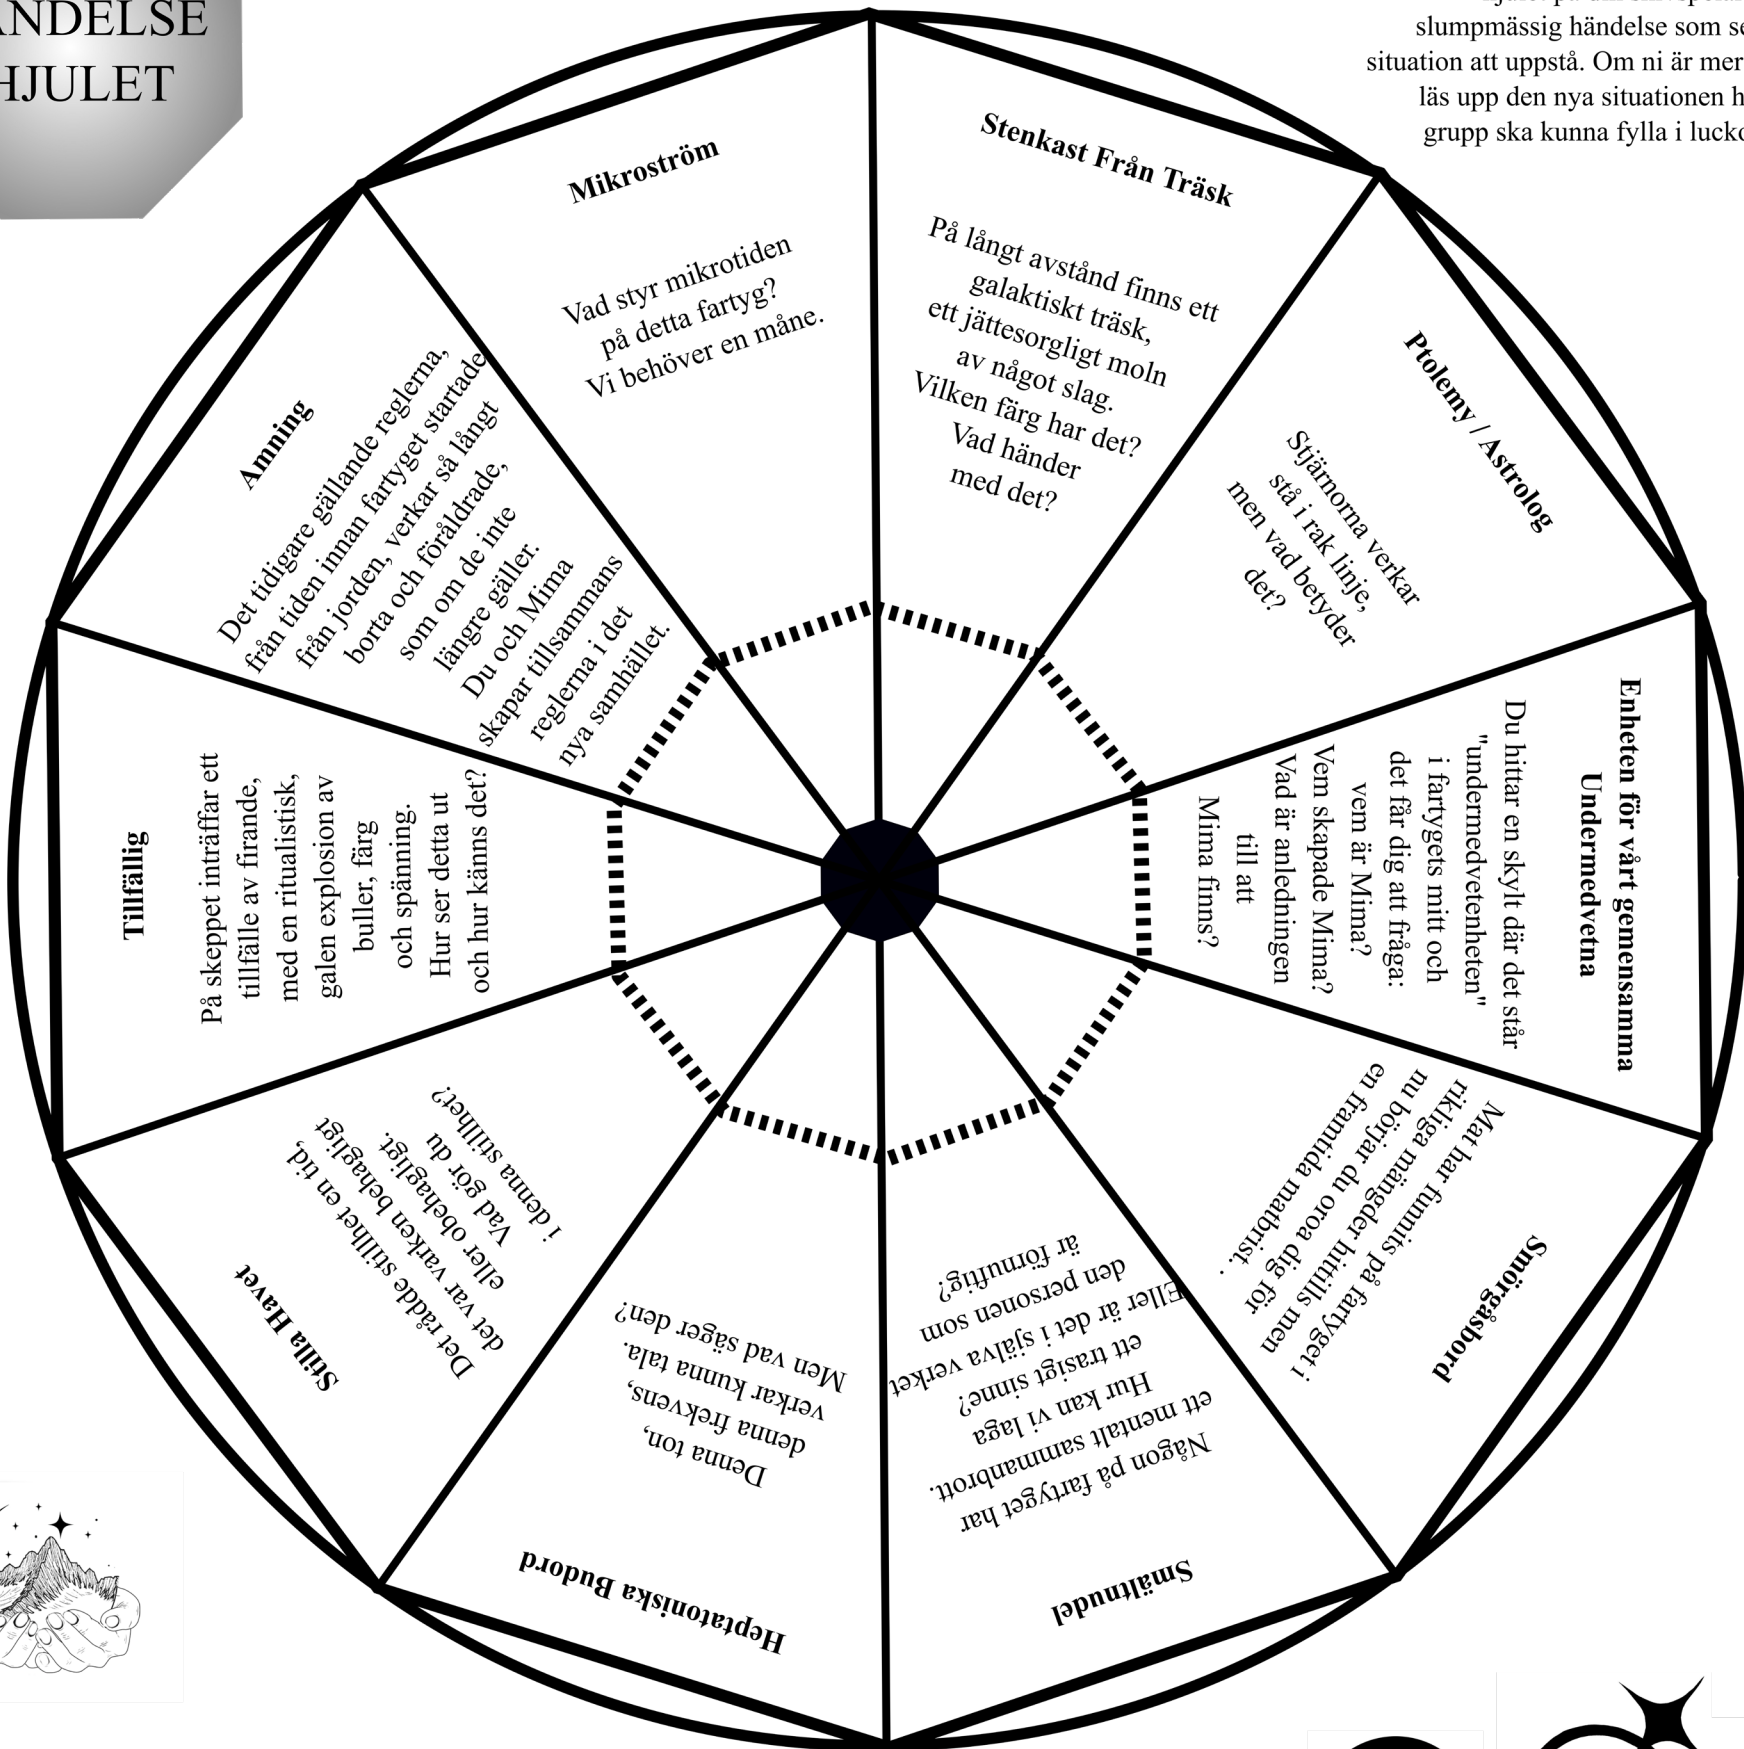 ÄNDELSE
HJULET
slumpmässig händelse som
situation att uppstå. Om ni är mer
läs upp den nya situationen
grupp ska kunna fylla i
Mikroström
Vad styr mikrotiden
på detta fartyg?
Vi behöver en måne.
Stenkast Från Träsk
På långt avstånd finns ett
galaktiskt träsk,
ett jättesorgligt moln
av något slag.
Vilken färg har det?
Vad händer
med det?
Ptolemy / Astrolog
Stjärnorna verkar
stå i rak linje,
men vad betyder
det?
Enheten för vårt gemensamma
Undermedvetna
Du hittar en skylt där det står
"undermedvetenheten"
i fartygets mitt och
det får dig att fråga:
vem är Mima?
Vem skapade Mima?
Vad är anledningen
till att
Mima finns?
Smörgåsbord
Mat har funnits på fartyget i
rikliga mängder hittills men
nu börjar du oroa dig för
en framtida matbrist. .
Smältnudel
Någon på fartyget har
ett mentalt sammanbrott.
Hur kan vi laga
ett trasigt sinne?
Eller är det i själva verket
den personen som
är förnuftig?
Heptatoniska Budord
Denna ton,
denna frekvens,
verkar kunna tala.
Men vad säger den?
Stilla Havet
Det rådde stillhet en tid,
det var varken behagligt
eller obehagligt.
Vad gör du
i denna stillhet?
Tillfällig
På skeppet inträffar ett
tillfälle av firande,
med en ritualistisk,
galen explosion av
buller, färg
och spänning.
Hur ser detta ut
och hur känns det?
Amning
Det tidigare gällande reglerna,
från tiden innan fartyget startade
från jorden, verkar så långt
borta och föråldrade,
som om de inte
längre gäller.
Du och Mima
skapar tillsammans
reglerna i det
nya samhället.